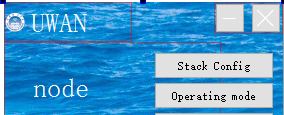 UWAN
Stack Config
node
Operating mode